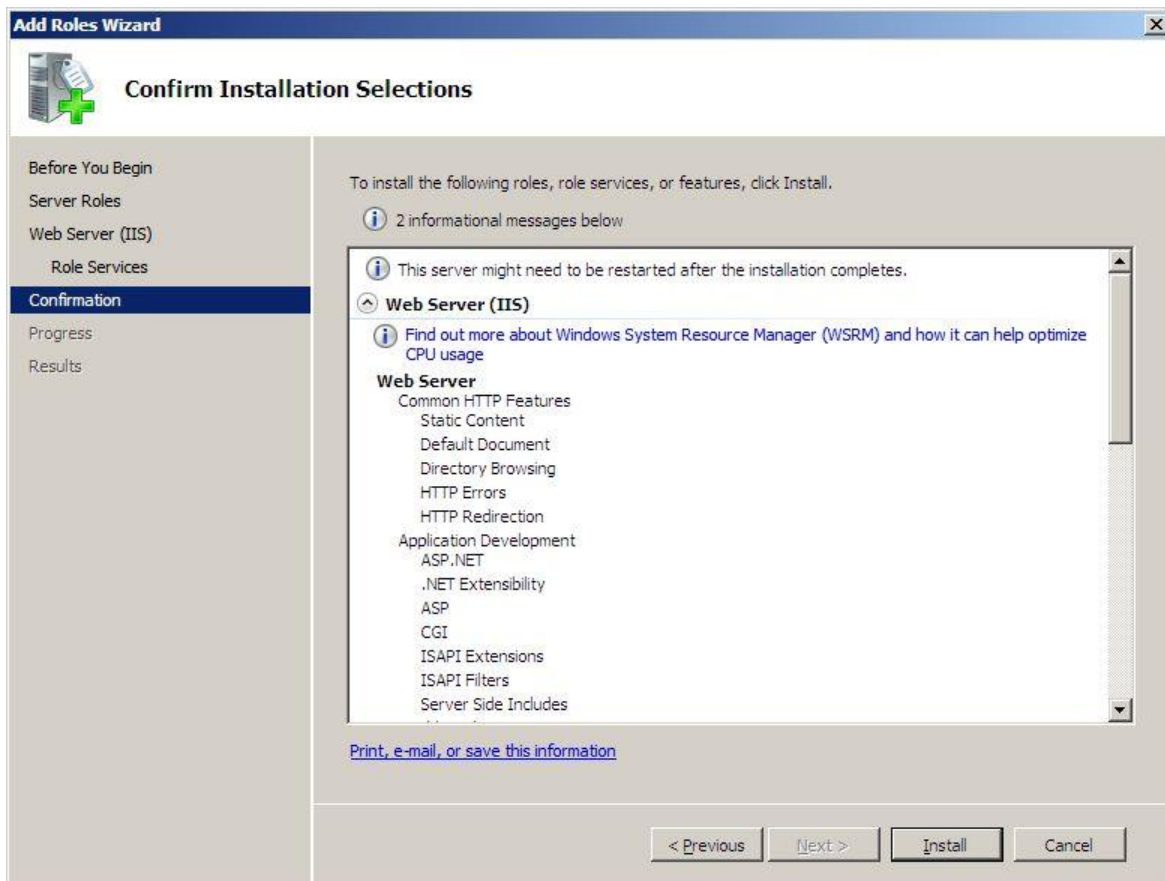 Add Roles Wizard
Confirm Installation Selections
Before You Begin
Server Roles
Web Server (IIS)
Role Services
Confirmation
Progress
Results
To install the following roles, role services, or features, click Install.
2 informational messages below
This server might need to be restarted after the installation completes.
Web Server (IIS)
Find out more about Windows System Resource Manager (WSRM) and how it can help optimize
CPU usage
Web Server
Common HTTP Features
Static Content
Default Document
Directory Browsing
HTTP Errors
HTTP Redirection
Application Development
ASP.NET
.NET Extensibility
ASP
CGI
ISAPI Extensions
ISAPI Filters
Server Side Includes
Print, e-mail, or save this information
< Previous
Next >
Install
Cancel